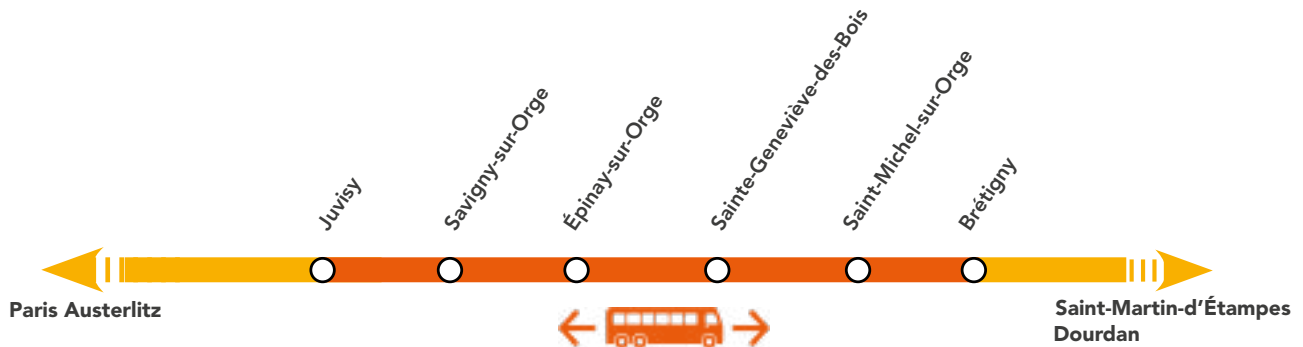 Juvisy
Savigny-sur-Orge
Épinay-sur-Orge
Sainte-Geneviève-des-Bois
Saint-Michel-sur-Orge
Brétigny
Paris Austerlitz
Saint-Martin-d’Étampes
Dourdan